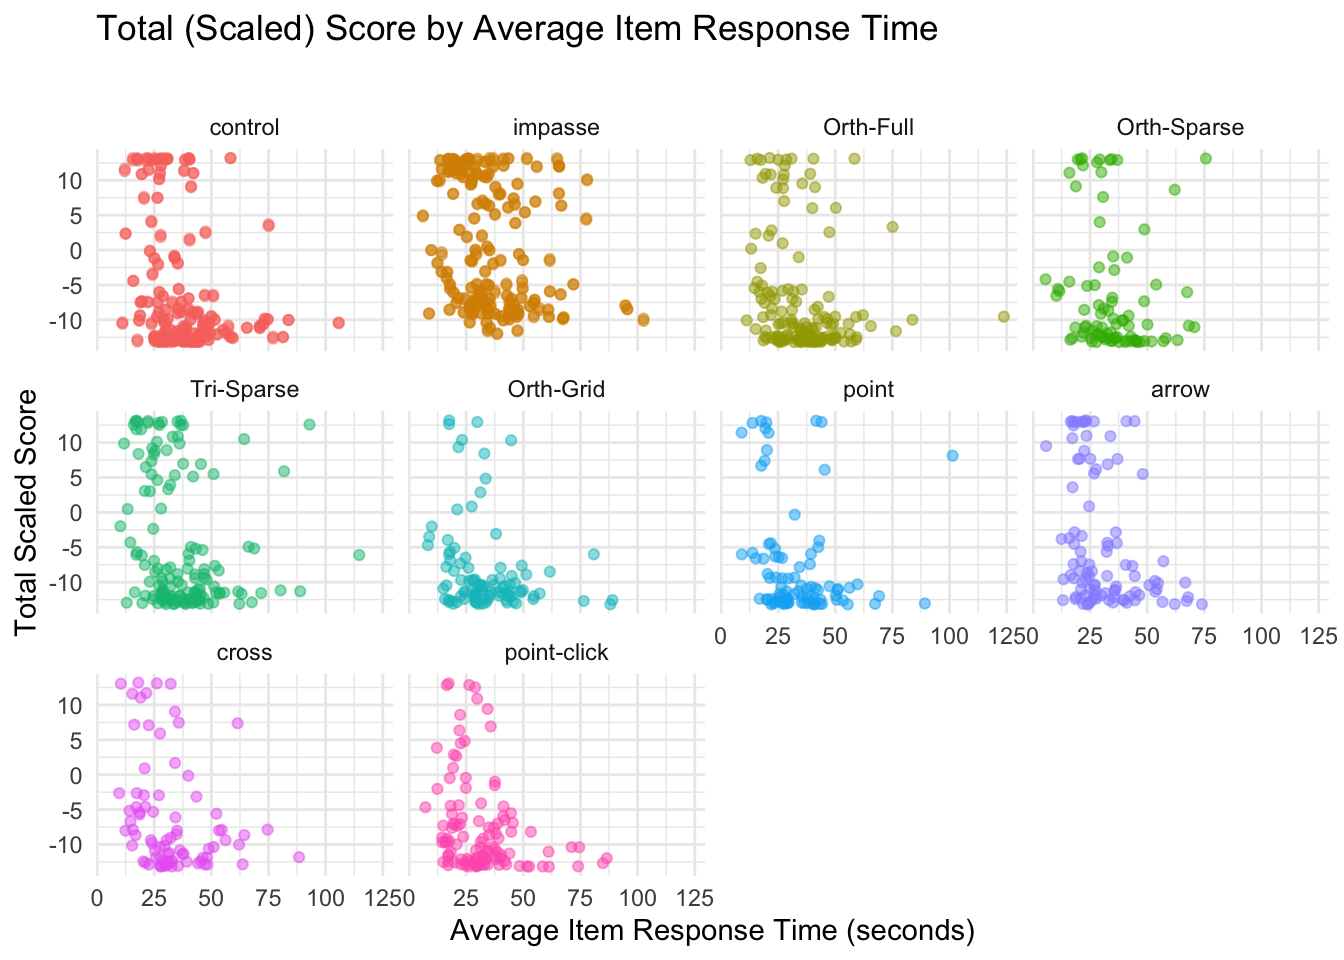 Total (Scaled) Score by Average Item Response Time
control impasse Orth-Full Orth-Sparse
10
5
0
-5
-10
Tri-Sparse Orth-Grid point arrow
10
5
0
-5
-10
0 25 50 75 100 125 0 25 50 75 100 125
cross point-click
10
5
0
-5
-10
0 25 50 75 100 125 0 25 50 75 100 125
Total Scaled Score
Average Item Response Time (seconds)